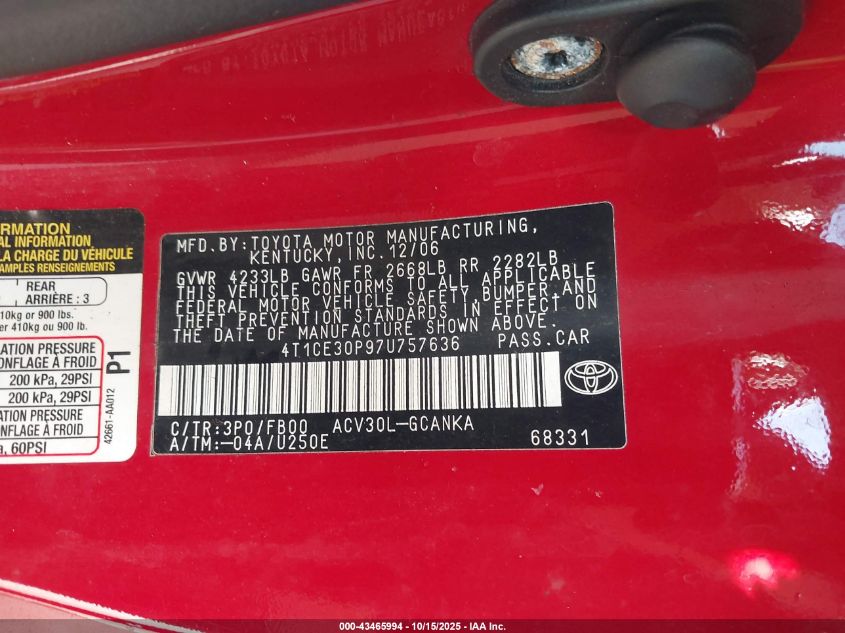 FORMATION
AL INFORMATION
LA CHARGE DU VÉHICULE
AMPLES RENSEIGNEMENTS
REAR
ARRIÈRE : 3
10kg or 900 lbs.
er 410kg ou 900 lb.
ATION PRESSURE
ONFLAGE À FROID
200 kPa, 29PSI
200 kPa, 29PSI
ATION PRESSURE
ONFLAGE À FROID
a, 60PSI
P1
42661-AA012
MFD. BY: TOYOTA MOTOR MANUFACTURING,
KENTUCKY, INC. 12/06
GVWR 4233LB GAWR FR 2668LB RR 2282LB
THIS VEHICLE CONFORMS TO ALL APPLICABLE
FEDERAL MOTOR VEHICLE SAFETY, BUMPER AND
THEFT PREVENTION STANDARDS IN EFFECT ON
THE DATE OF MANUFACTURE SHOWN ABOVE.
4T1CE30P97U757636 PASS.CAR
C/TR:3P0/FB00 ACV30L-GCANKA
A/TM:-04A/U250E 68331
000-43465994 | 10/15/2025 - IAA Inc.